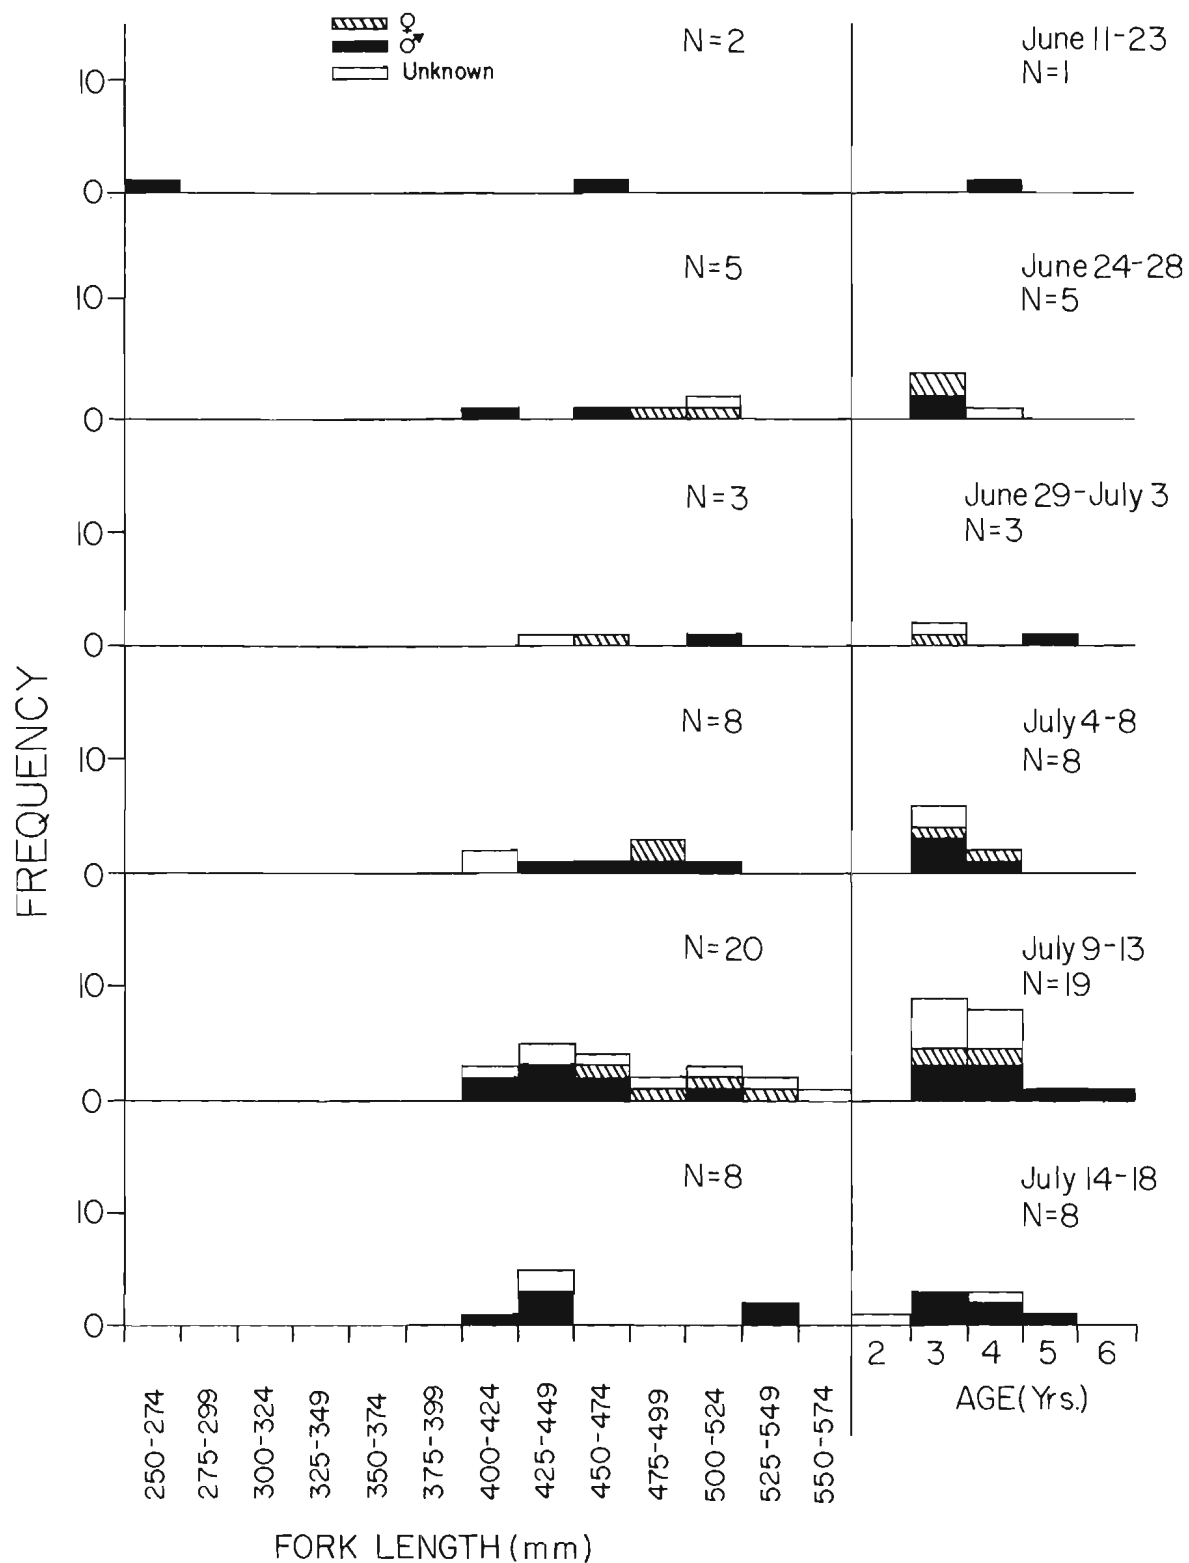 ♀
♂
Unknown
N=2
June 11-23
N=1
10
0
N=5
June 24-28
N=5
10
0
N=3
June 29-July 3
N=3
10
0
N=8
July 4-8
N=8
10
0
N=20
July 9-13
N=19
10
0
N=8
July 14-18
N=8
10
0
FREQUENCY
2 3 4 5 6
AGE (Yrs.)
250-274
275-299
300-324
325-349
350-374
375-399
400-424
425-449
450-474
475-499
500-524
525-549
550-574
FORK LENGTH (mm)